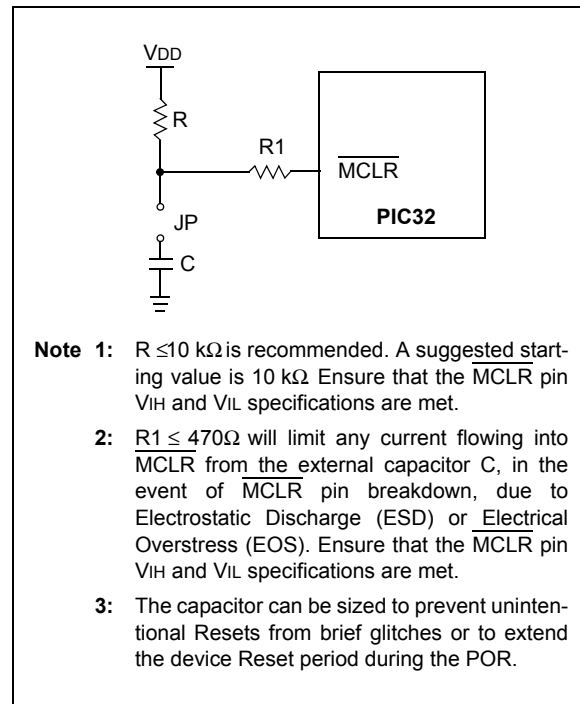 VDD
R
R1
MCLR
JP
PIC32
C
Note 1: R ≤10 kΩ is recommended. A suggested start-
ing value is 10 kΩ Ensure that the MCLR pin
VIH and VIL specifications are met.
2: R1 ≤ 470Ω will limit any current flowing into
MCLR from the external capacitor C, in the
event of MCLR pin breakdown, due to
Electrostatic Discharge (ESD) or Electrical
Overstress (EOS). Ensure that the MCLR pin
VIH and VIL specifications are met.
3: The capacitor can be sized to prevent uninten-
tional Resets from brief glitches or to extend
the device Reset period during the POR.